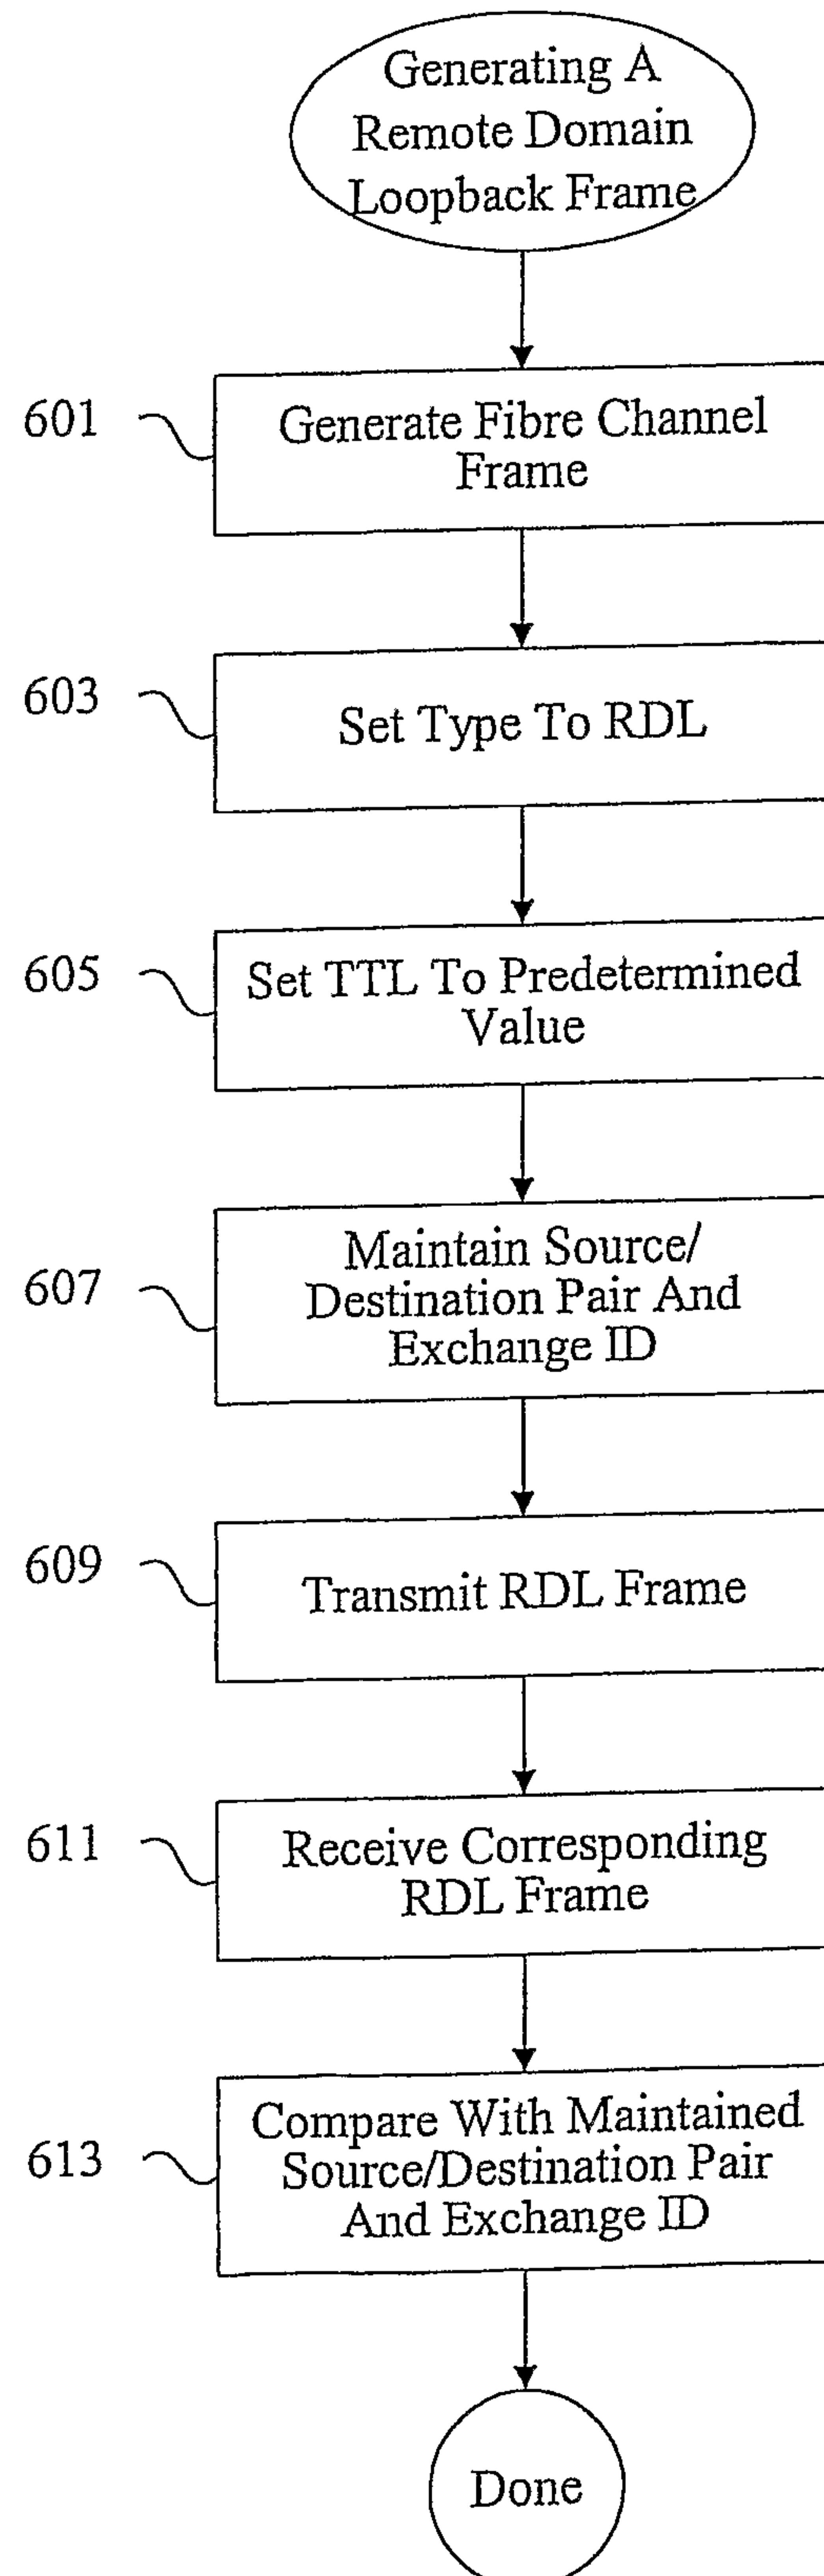 Generating A
Remote Domain
Loopback Frame
601
Generate Fibre Channel
Frame
603
Set Type To RDL
605
Set TTL To Predetermined
Value
607
Maintain Source/
Destination Pair And
Exchange ID
609
Transmit RDL Frame
611
Receive Corresponding
RDL Frame
613
Compare With Maintained
Source/Destination Pair
And Exchange ID
Done